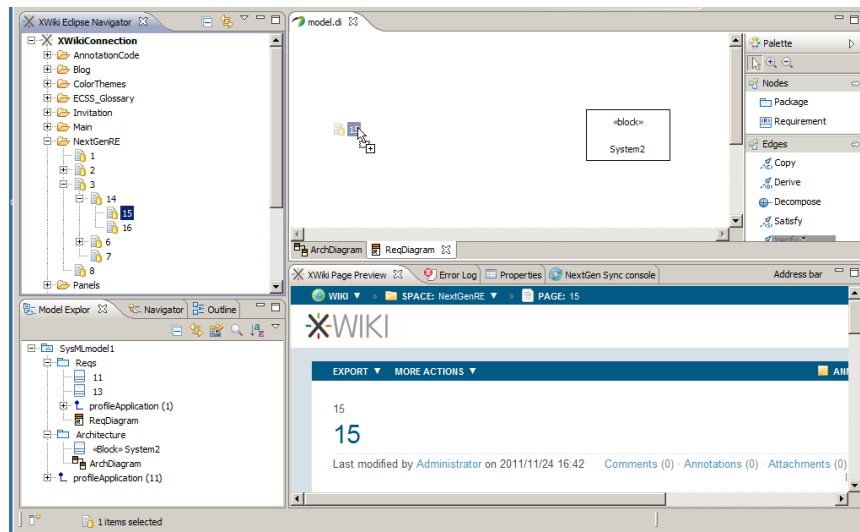 XWiki Eclipse Navigator
XWikiConnection
AnnotationCode
Blog
ColorThemes
ECSS_Glossary
Invitation
Main
NextGenRE
1
2
3
14
15
16
6
7
8
Panels
model.di
15
«block»
System2
Palette
Nodes
Package
Requirement
Edges
Copy
Derive
Decompose
Satisfy
ArchDiagram
ReqDiagram
Model Explor
Navigator
Outline
SysMLmodel1
Reqs
11
13
profileApplication (1)
ReqDiagram
Architecture
«Block» System2
ArchDiagram
profileApplication (11)
XWiki Page Preview
Error Log
Properties
NextGen Sync console
Address bar
WIKI ▼ » SPACE: NextGenRE ▼ » PAGE: 15
XWIKI
EXPORT ▼ MORE ACTIONS ▼
15
15
Last modified by Administrator on 2011/11/24 16:42 Comments (0) · Annotations (0) · Attachments (0)
1 items selected